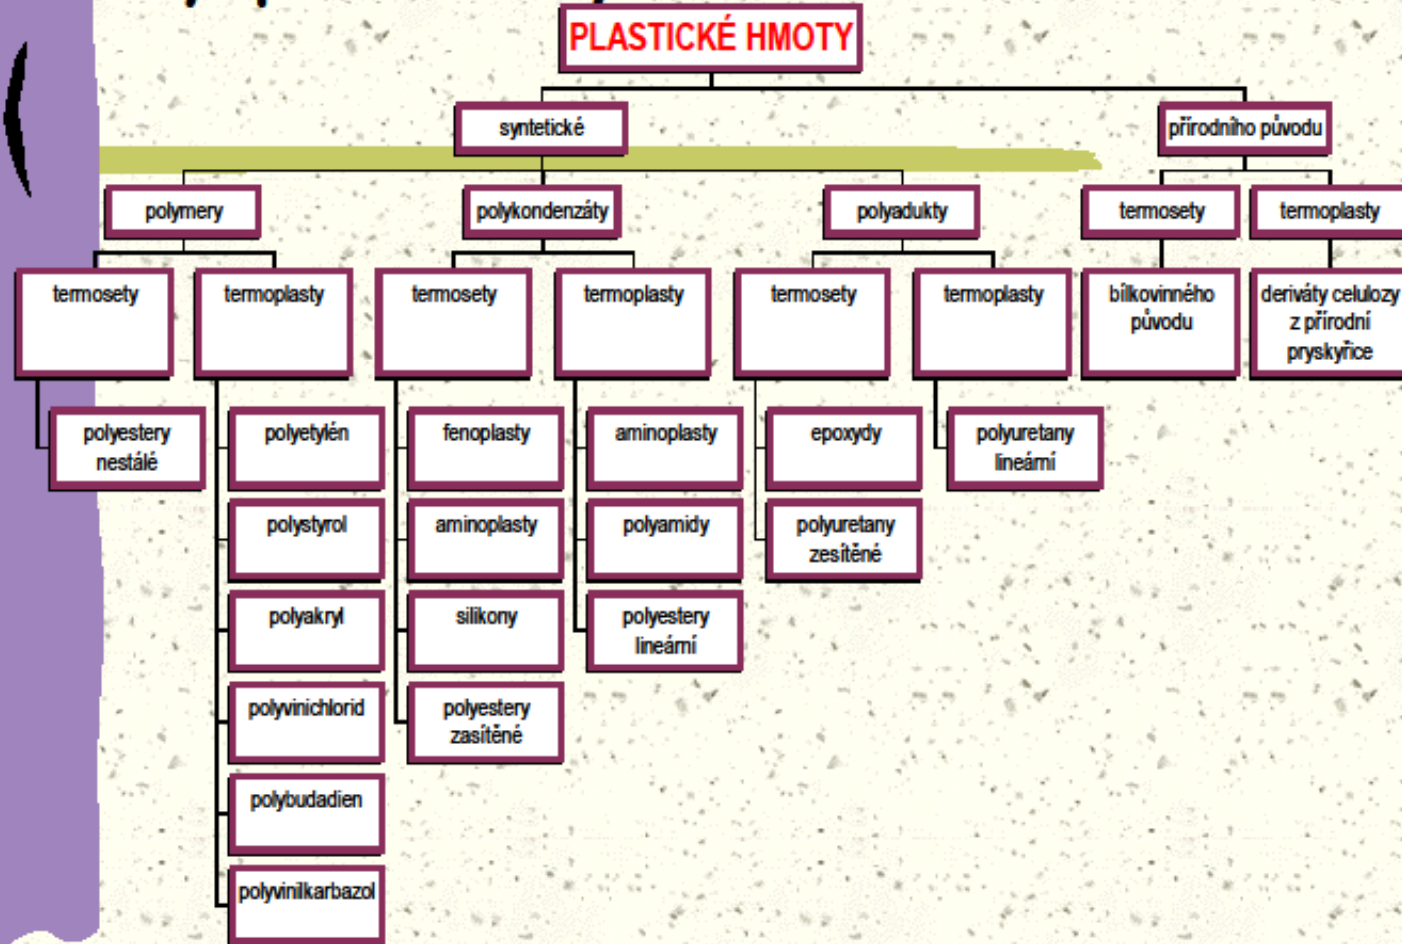 PLASTICKÉ HMOTY
syntetické
přírodního původu
polymery
polykondenzáty
polyadukty
termosety
termoplasty
termosety
termoplasty
termosety
termoplasty
termosety
termoplasty
bílkovinného
původu
deriváty celulozy
z přírodní
pryskyřice
polyestery
nestálé
polyetylén
fenoplasty
aminoplasty
epoxydy
polyuretany
lineární
polystyrol
aminoplasty
polyamidy
polyuretany
zesítěné
polyakryl
silikony
polyestery
lineární
polyvinichlorid
polyestery
zasítěné
polybudadien
polyvinilkarbazol